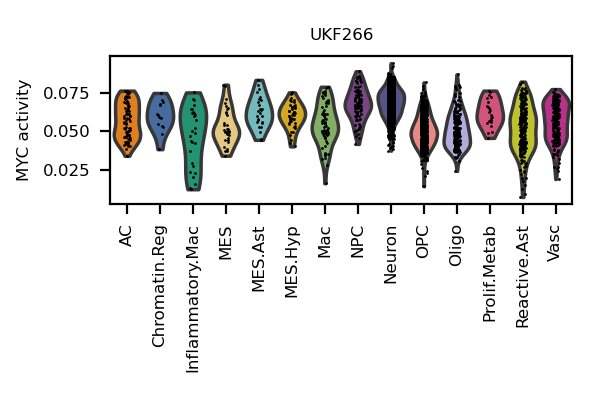 UKF266
MYC activity
0.075
0.050
0.025
AC
Chromatin.Reg
Inflammatory.Mac
MES
MES.Ast
MES.Hyp
Mac
NPC
Neuron
OPC
Oligo
Prolif.Metab
Reactive.Ast
Vasc